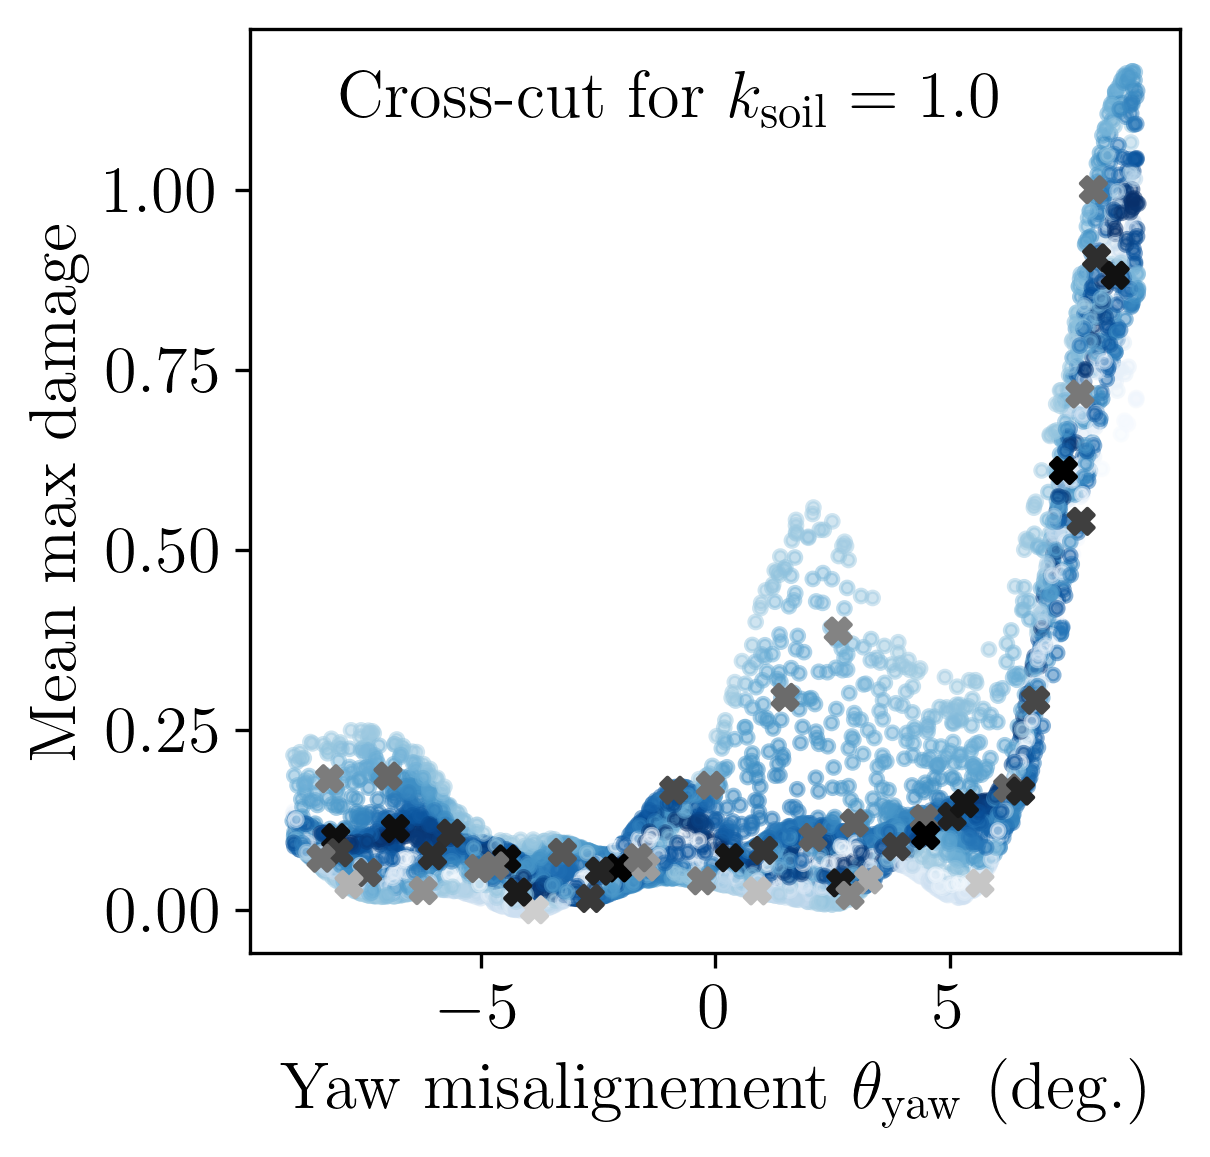 Cross-cut for k_soil = 1.0
Mean max damage
1.00
0.75
0.50
0.25
0.00
−5 0 5
Yaw misalignement θ_yaw (deg.)